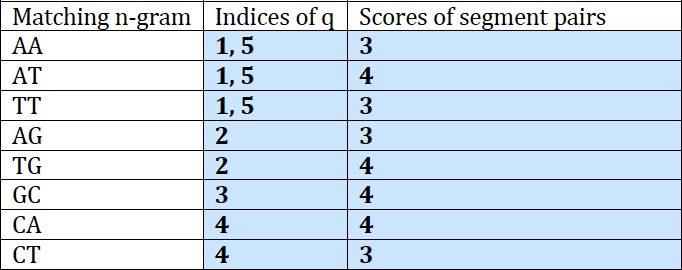 Matching n-gram Indices of q Scores of segment pairs
AA 1, 5 3
AT 1, 5 4
TT 1, 5 3
AG 2 3
TG 2 4
GC 3 4
CA 4 4
CT 4 3